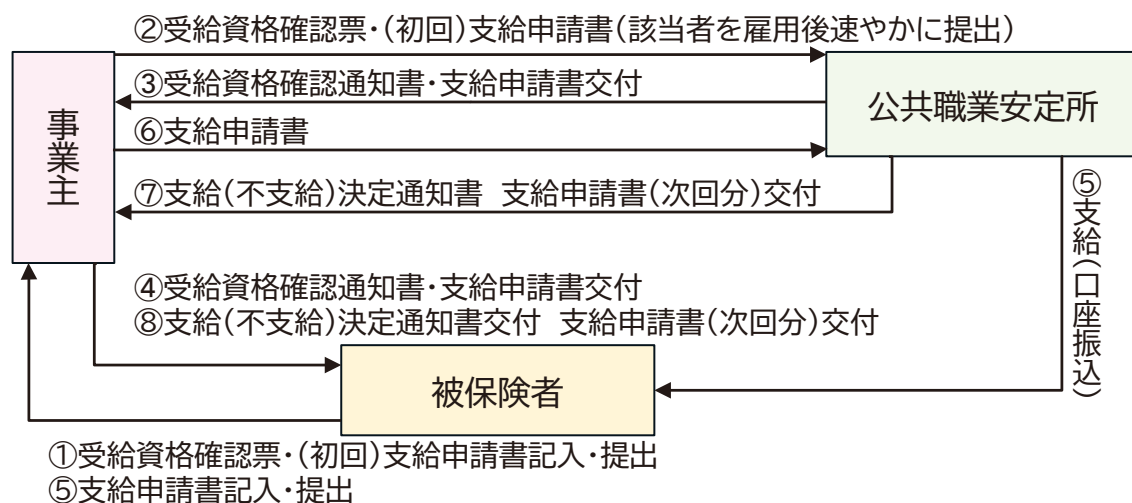 ②受給資格確認票・(初回)支給申請書(該当者を雇用後速やかに提出)
③受給資格確認通知書・支給申請書交付
公共職業安定所
事業主
⑥支給申請書
⑦支給(不支給)決定通知書 支給申請書(次回分)交付
⑤支給(口座振込)
④受給資格確認通知書・支給申請書交付
⑧支給(不支給)決定通知書交付 支給申請書(次回分)交付
被保険者
①受給資格確認票・(初回)支給申請書記入・提出
⑤支給申請書記入・提出